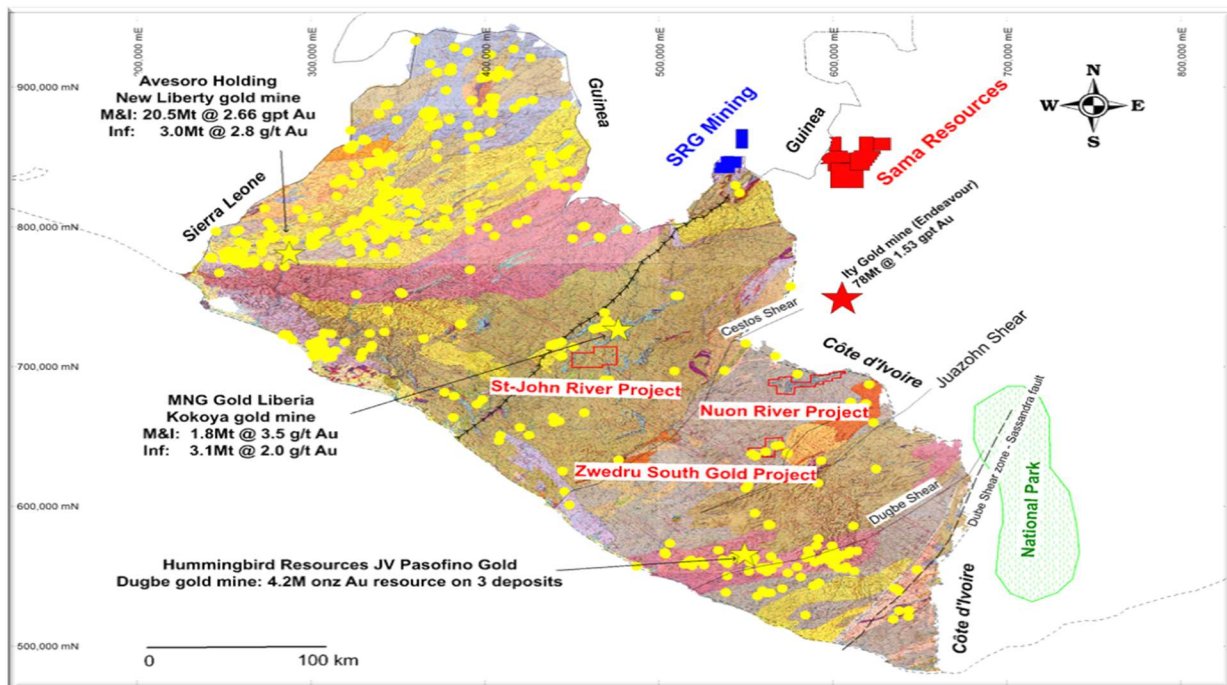 200,000 mE
300,000 mE
400,000 mE
500,000 mE
600,000 mE
700,000 mE
800,000 mE
900,000 mN
800,000 mN
700,000 mN
600,000 mN
500,000 mN
Avesoro Holding
New Liberty gold mine
M&I: 20.5Mt @ 2.66 gpt Au
Inf: 3.0Mt @ 2.8 g/t Au
Guinea
SRG Mining
Guinea
Sama Resources
N
W E
S
Sierra Leone
Ity Gold mine (Endeavour)
78Mt @ 1.53 gpt Au
Cestos Shear
Côte d'Ivoire
Juazohn Shear
St-John River Project
Nuon River Project
MNG Gold Liberia
Kokoya gold mine
M&I: 1.8Mt @ 3.5 g/t Au
Inf: 3.1Mt @ 2.0 g/t Au
Zwedru South Gold Project
Dugbe Shear
Dube Shear zone - Sassandra fault
National Park
Hummingbird Resources JV Pasofino Gold
Dugbe gold mine: 4.2M onz Au resource on 3 deposits
Côte d'Ivoire
0 100 km